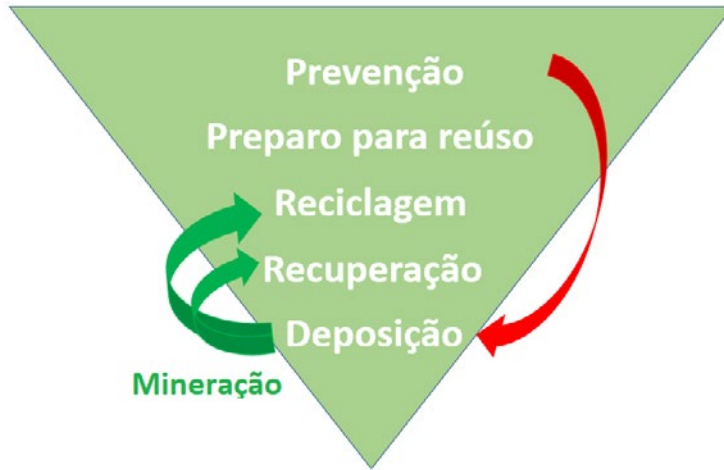 Prevenção
Preparo para reúso
Reciclagem
Recuperação
Deposição
Mineração